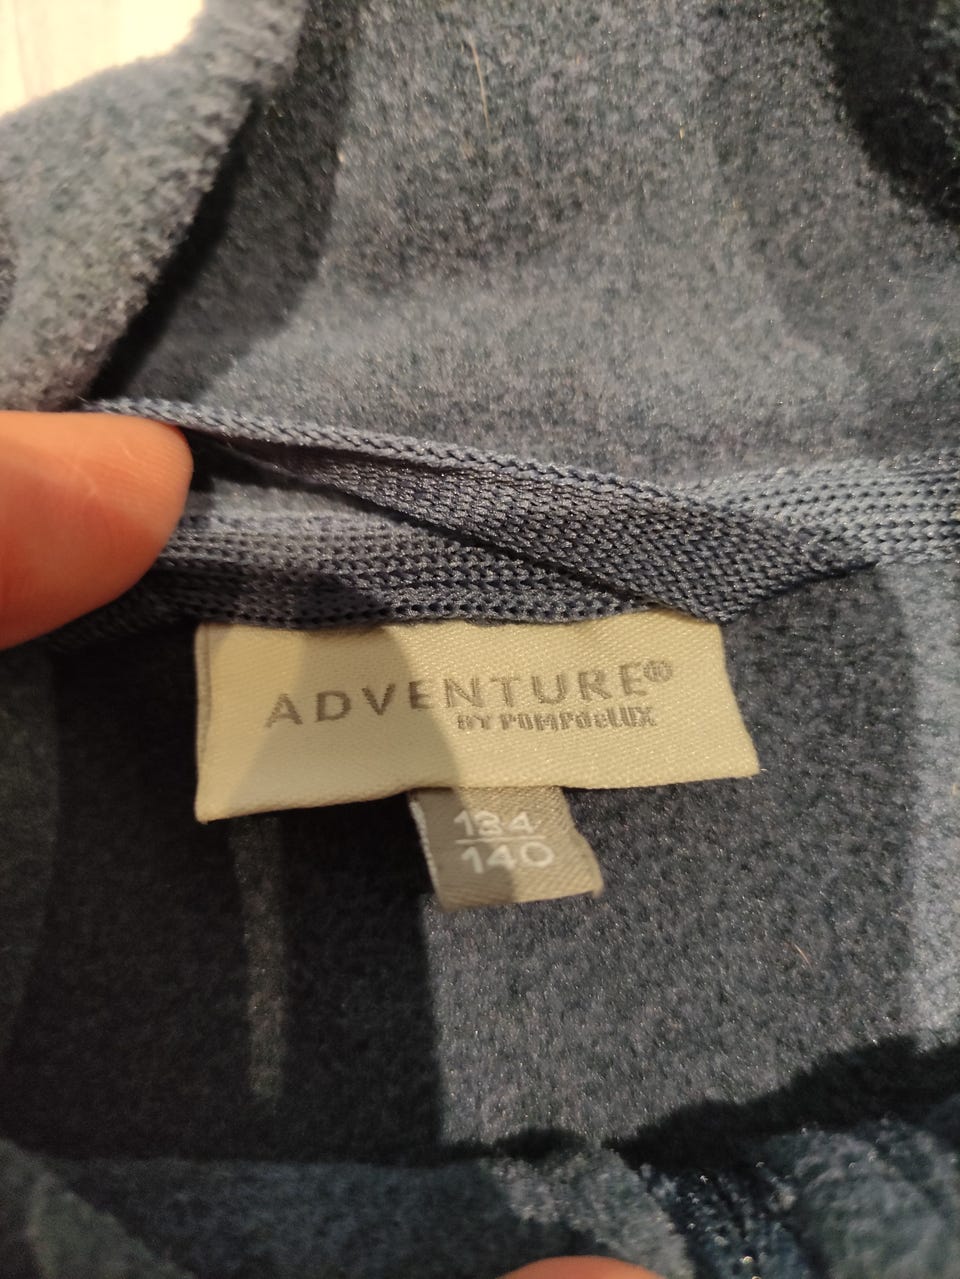 ADVENTURE®
BY POMPdeLUX
134
140